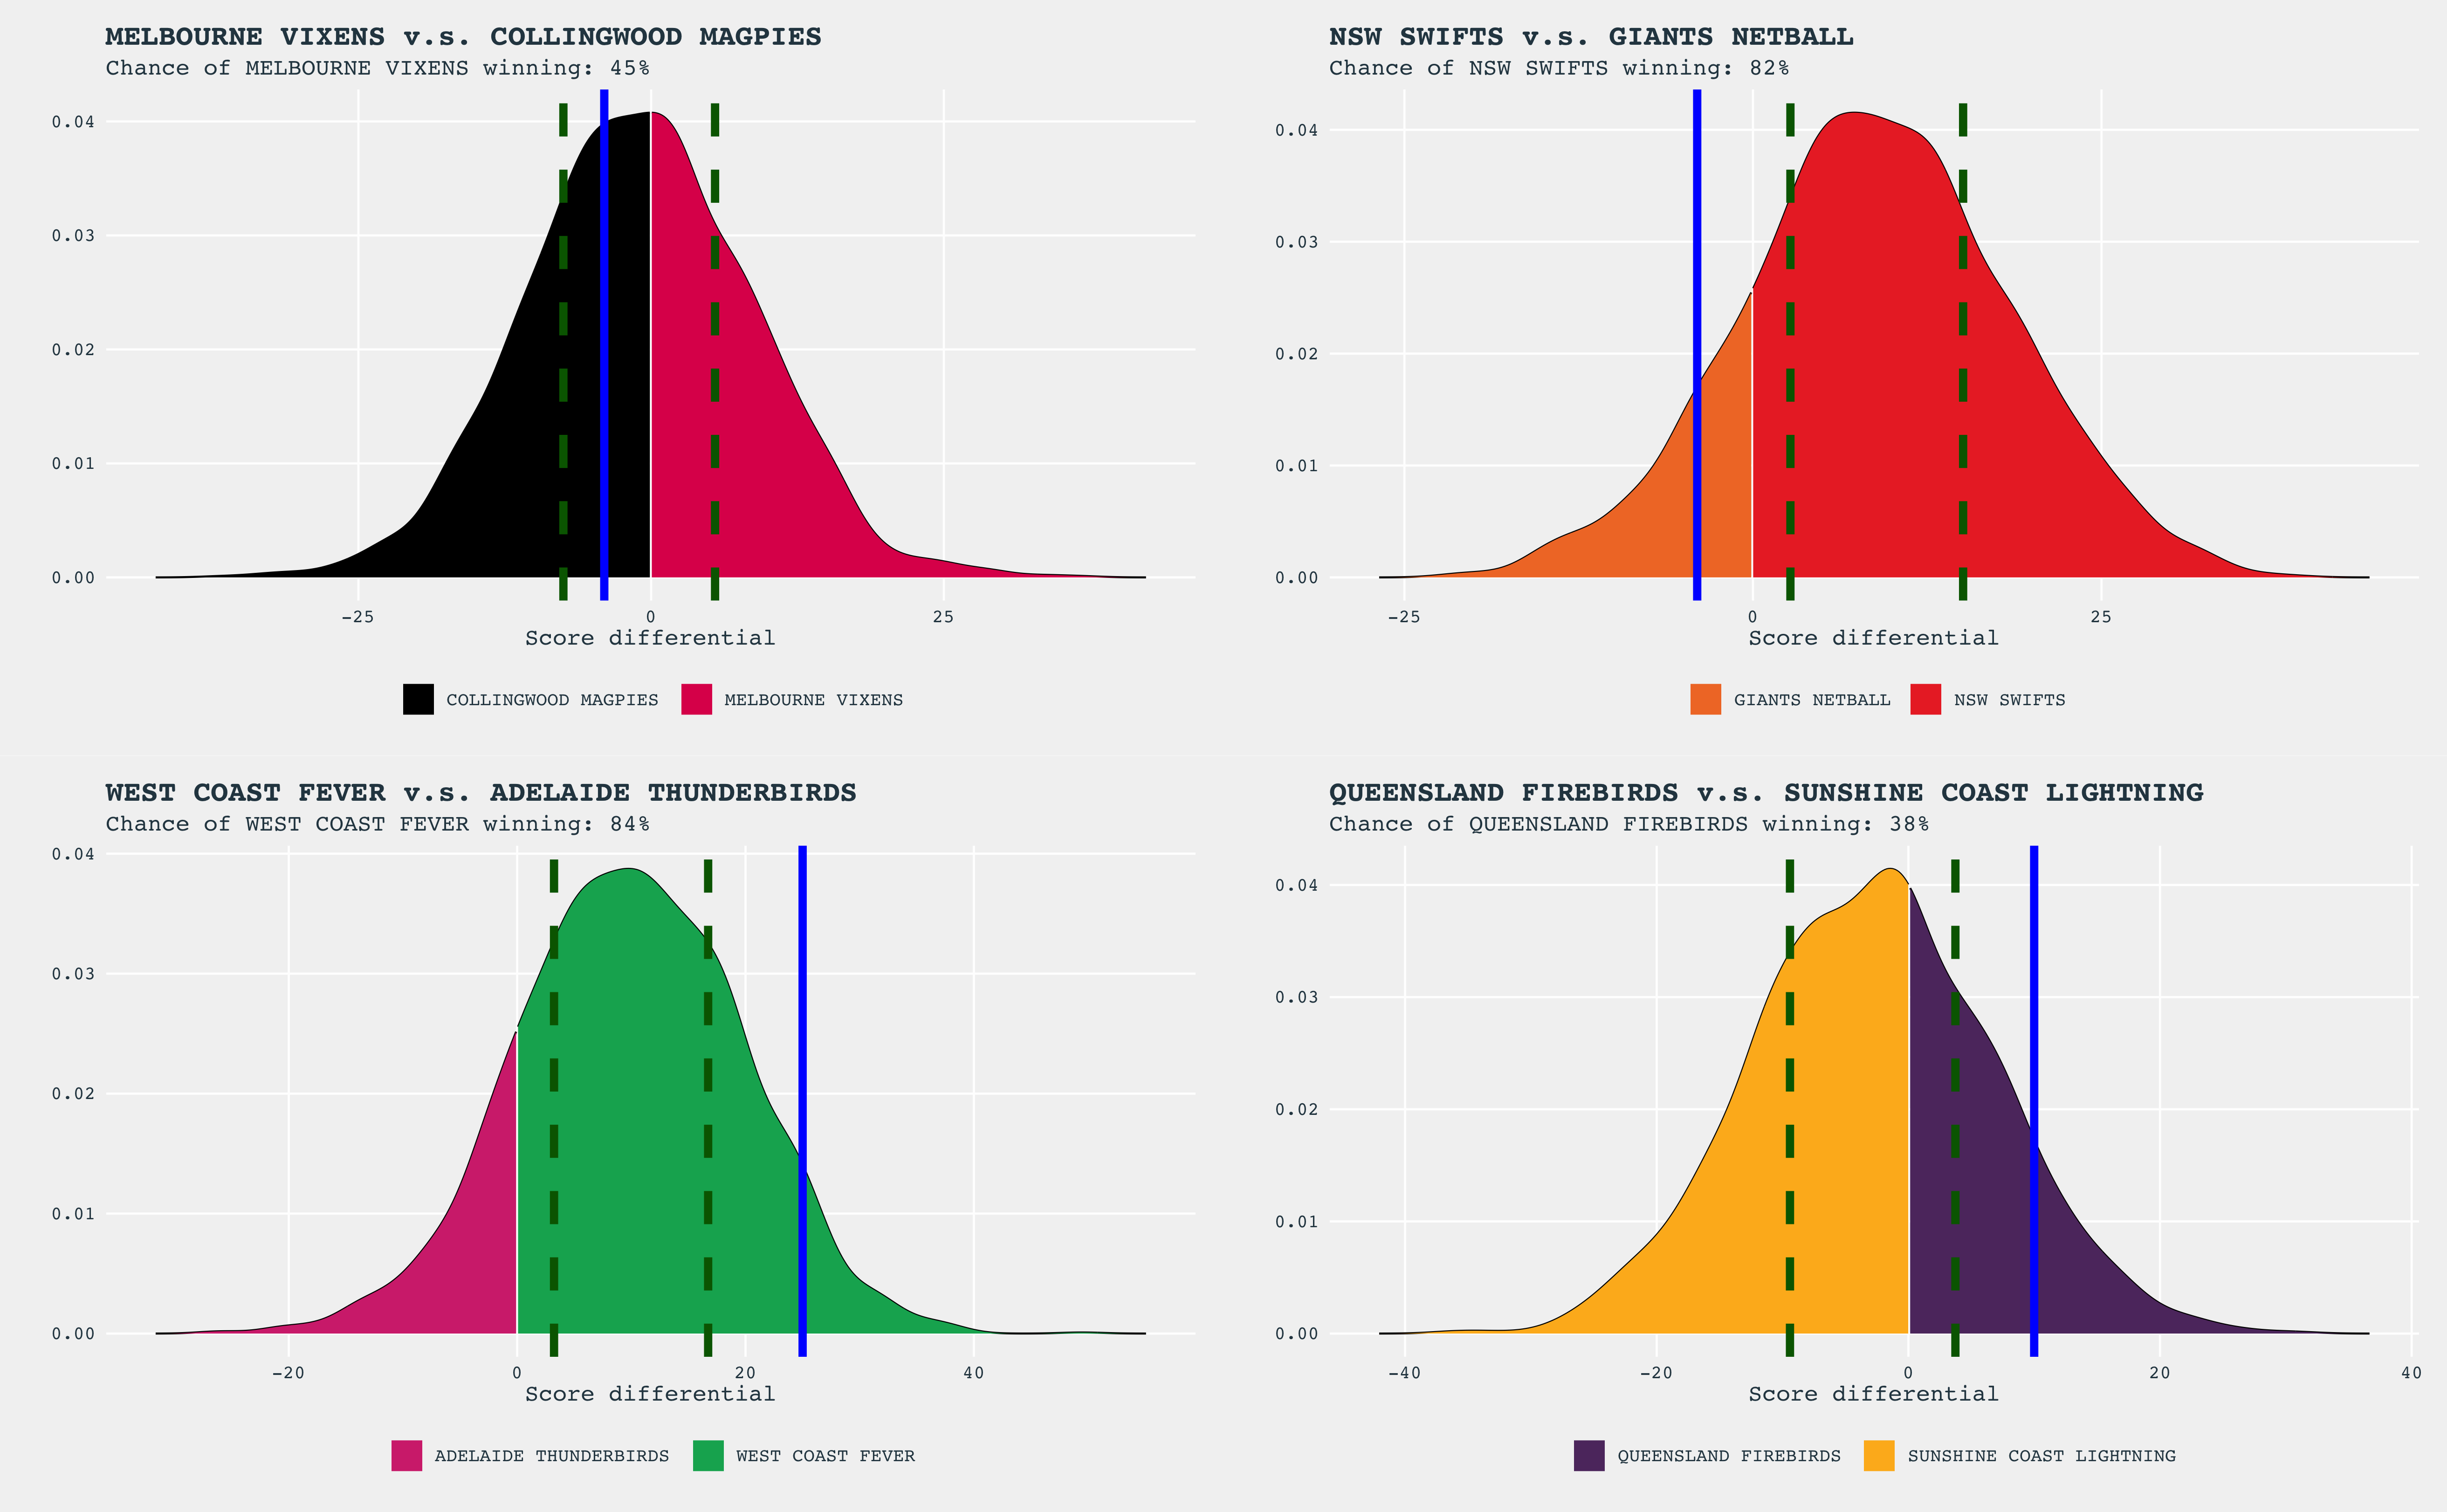 MELBOURNE VIXENS v.s. COLLINGWOOD MAGPIES
Chance of MELBOURNE VIXENS winning: 45%
0.04
0.03
0.02
0.01
0.00
-25 0 25
Score differential
COLLINGWOOD MAGPIES MELBOURNE VIXENS
NSW SWIFTS v.s. GIANTS NETBALL
Chance of NSW SWIFTS winning: 82%
0.04
0.03
0.02
0.01
0.00
-25 0 25
Score differential
GIANTS NETBALL NSW SWIFTS
WEST COAST FEVER v.s. ADELAIDE THUNDERBIRDS
Chance of WEST COAST FEVER winning: 84%
0.04
0.03
0.02
0.01
0.00
-20 0 20 40
Score differential
ADELAIDE THUNDERBIRDS WEST COAST FEVER
QUEENSLAND FIREBIRDS v.s. SUNSHINE COAST LIGHTNING
Chance of QUEENSLAND FIREBIRDS winning: 38%
0.04
0.03
0.02
0.01
0.00
-40 -20 0 20 40
Score differential
QUEENSLAND FIREBIRDS SUNSHINE COAST LIGHTNING